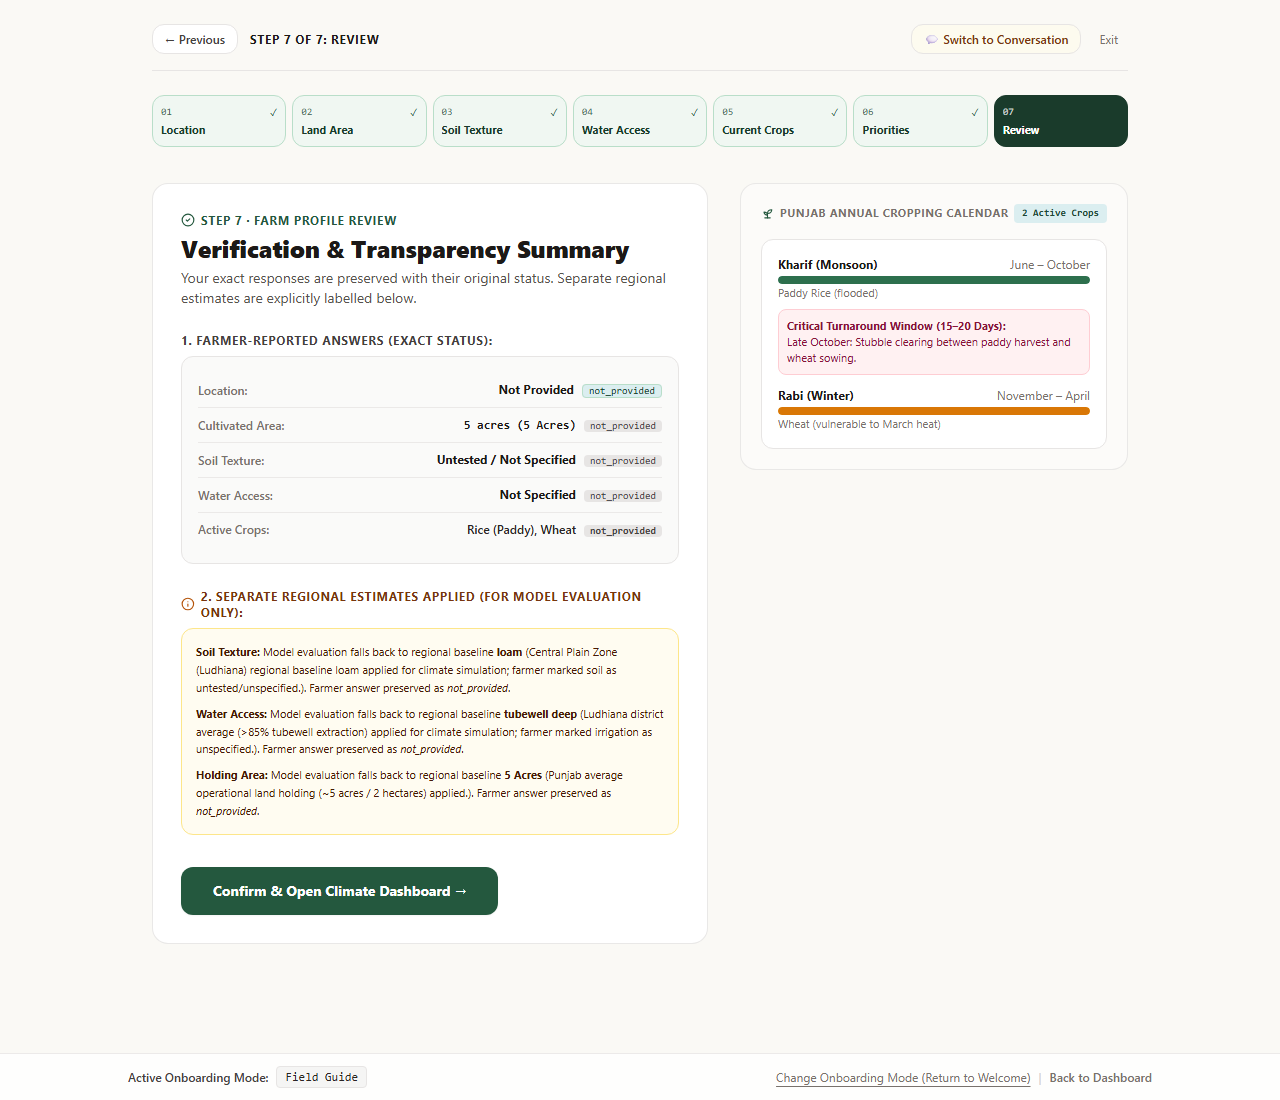 ← Previous
STEP 7 OF 7: REVIEW
Switch to Conversation
Exit
01 ✓
Location
02 ✓
Land Area
03 ✓
Soil Texture
04 ✓
Water Access
05 ✓
Current Crops
06 ✓
Priorities
07
Review
STEP 7 · FARM PROFILE REVIEW
Verification & Transparency Summary
Your exact responses are preserved with their original status. Separate regional
estimates are explicitly labelled below.
1. FARMER-REPORTED ANSWERS (EXACT STATUS):
Location: Not Provided not_provided
Cultivated Area: 5 acres (5 Acres) not_provided
Soil Texture: Untested / Not Specified not_provided
Water Access: Not Specified not_provided
Active Crops: Rice (Paddy), Wheat not_provided
2. SEPARATE REGIONAL ESTIMATES APPLIED (FOR MODEL EVALUATION
ONLY):
Soil Texture: Model evaluation falls back to regional baseline loam (Central Plain Zone
(Ludhiana) regional baseline loam applied for climate simulation; farmer marked soil as
untested/unspecified.). Farmer answer preserved as not_provided.
Water Access: Model evaluation falls back to regional baseline tubewell deep (Ludhiana district
average (>85% tubewell extraction) applied for climate simulation; farmer marked irrigation as
unspecified.). Farmer answer preserved as not_provided.
Holding Area: Model evaluation falls back to regional baseline 5 Acres (Punjab average
operational land holding (~5 acres / 2 hectares) applied.). Farmer answer preserved as
not_provided.
Confirm & Open Climate Dashboard →
PUNJAB ANNUAL CROPPING CALENDAR
2 Active Crops
Kharif (Monsoon) June – October
Paddy Rice (flooded)
Critical Turnaround Window (15–20 Days):
Late October: Stubble clearing between paddy harvest and
wheat sowing.
Rabi (Winter) November – April
Wheat (vulnerable to March heat)
Active Onboarding Mode: Field Guide
Change Onboarding Mode (Return to Welcome) | Back to Dashboard